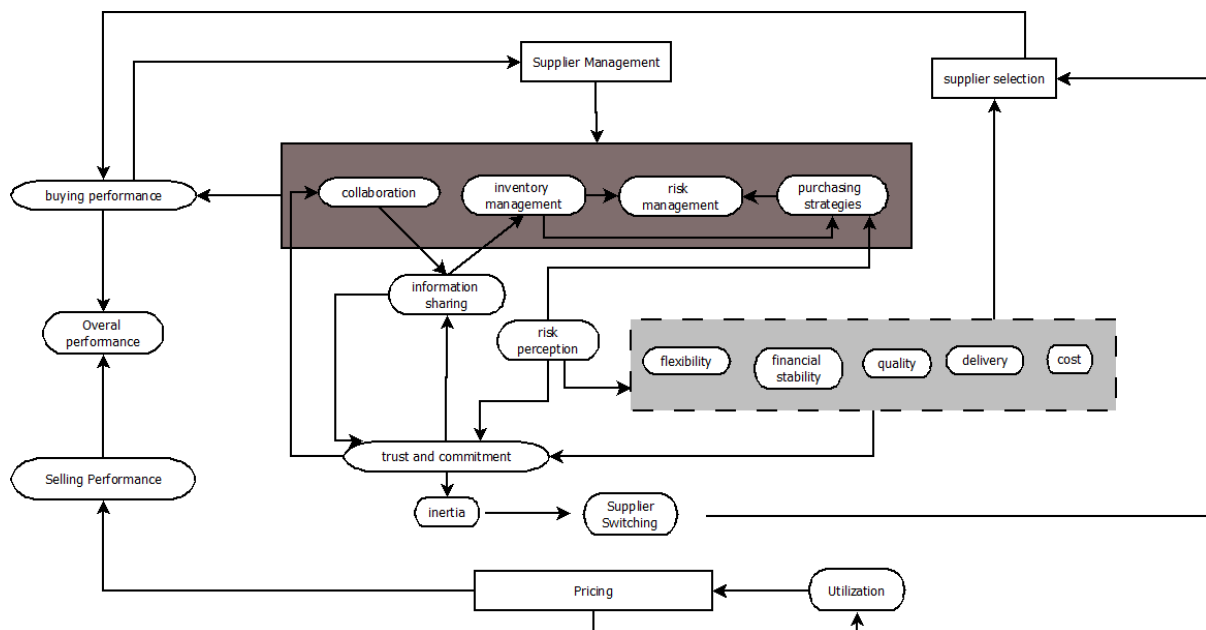 Supplier Management
supplier selection
buying performance
collaboration
inventory
management
risk
management
purchasing
strategies
information
sharing
Overal
performance
risk
perception
flexibility
financial
stability
quality
delivery
cost
trust and commitment
Selling Performance
inertia
Supplier
Switching
Pricing
Utilization